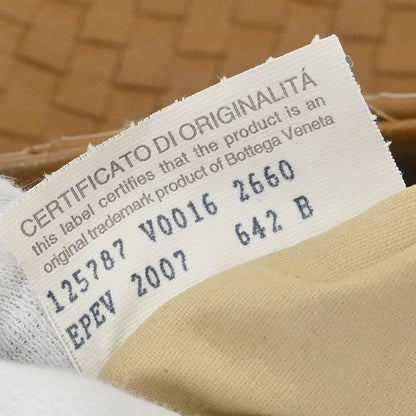 CERTIFICATO DI ORIGINALITÁ
this label certifies that the product is an
original trademark product of Bottega Veneta
125787 V0016 2660
EPEV 2007 642 B